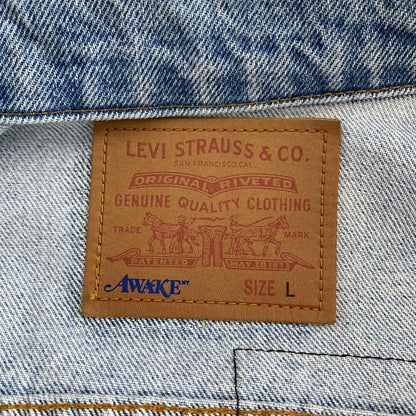 LEVI STRAUSS & CO.
SAN FRANCISCO, CAL.
ORIGINAL RIVETED
GENUINE QUALITY CLOTHING
TRADE MARK
PATENTED MAY 20 1873
AWAKE NY SIZE L